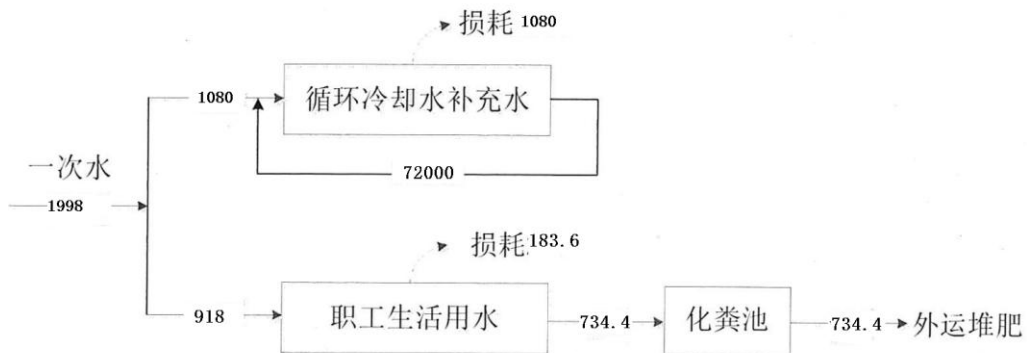 损耗 1080
1080
循环冷却水补充水
72000
一次水
1998
损耗 183.6
918
职工生活用水
734.4
化粪池
734.4
外运堆肥